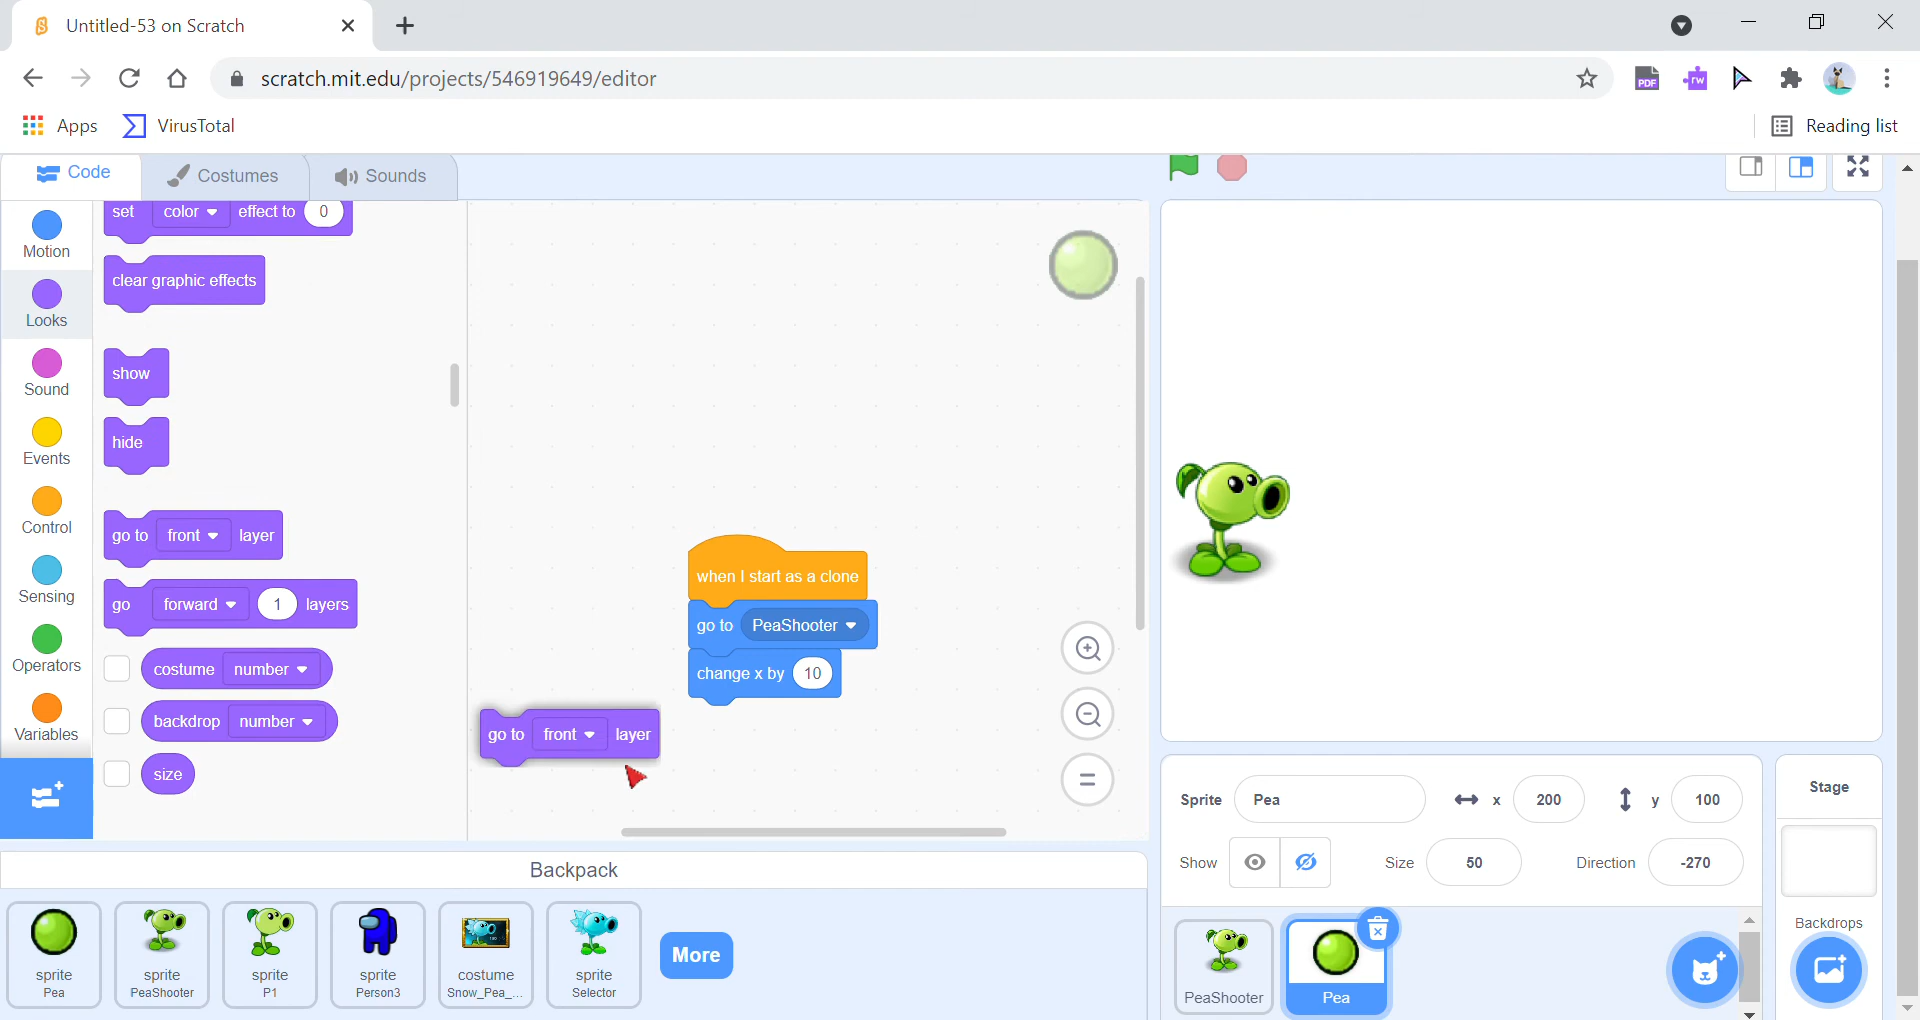 Untitled-53 on Scratch
scratch.mit.edu/projects/546919649/editor
PDF
rw
Apps
VirusTotal
Reading list
Code
Costumes
Sounds
Motion
Looks
Sound
Events
Control
Sensing
Operators
Variables
set color effect to 0
clear graphic effects
show
hide
go to front layer
go forward 1 layers
costume number
backdrop number
size
when I start as a clone
go to PeaShooter
change x by 10
go to front layer
Backpack
sprite
Pea
sprite
PeaShooter
sprite
P1
sprite
Person3
costume
Snow_Pea_...
sprite
Selector
More
Sprite Pea x 200 y 100
Show Size 50 Direction -270
PeaShooter
Pea
Stage
Backdrops